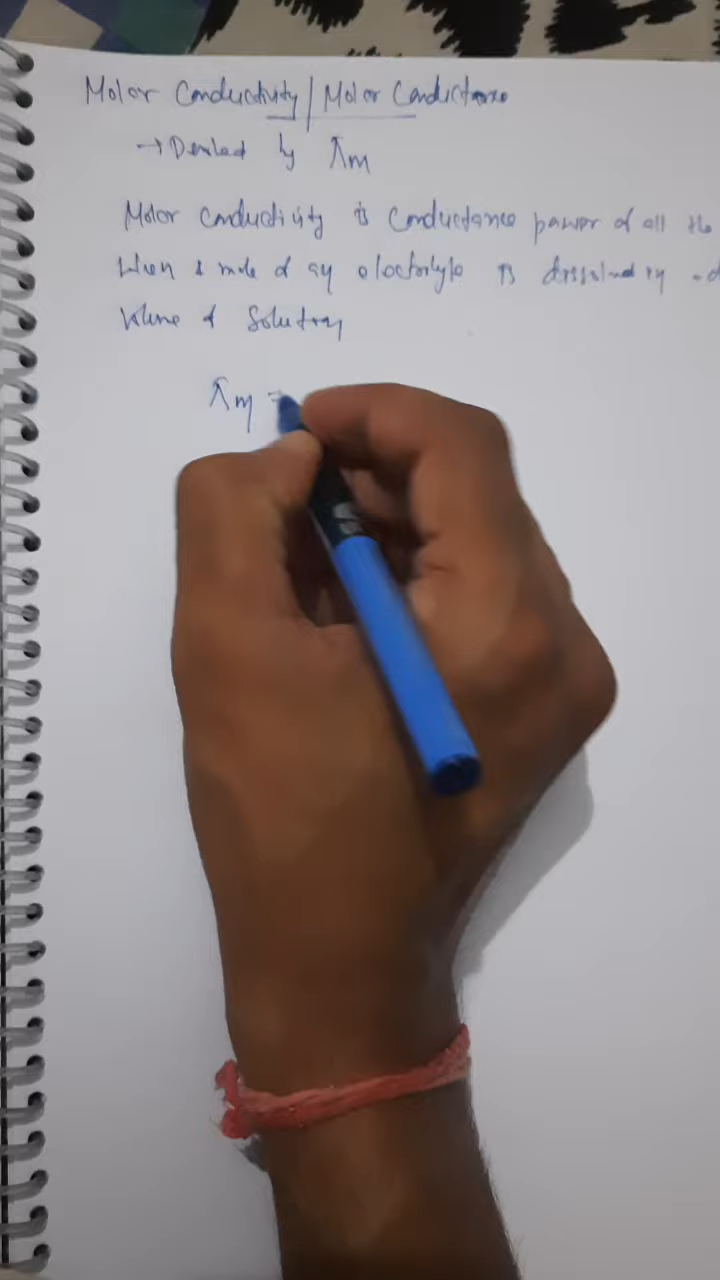 Molar Conductivity / Molar Conductance
→ Denoted by λm
Molar conductivity is conductance power of all the
when 1 mole of an electrolyte is dissolved in
volume of solution
λm =